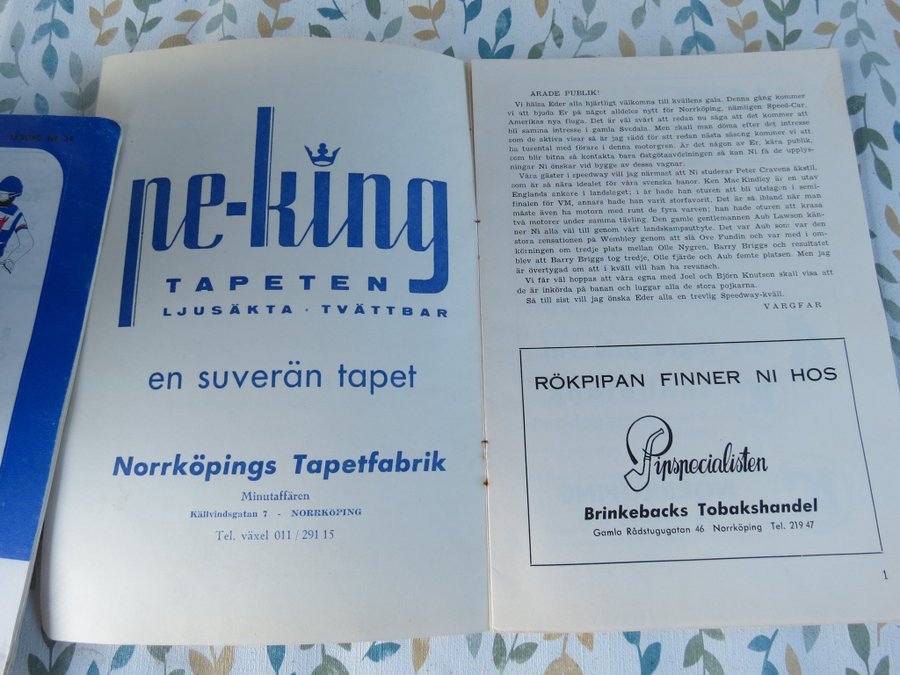 pe-king
TAPETEN
LJUSÄKTA · TVÄTTBAR
en suverän tapet
Norrköpings Tapetfabrik
Minutaffären
Källvindsgatan 7 - NORRKÖPING
Tel. växel 011/291 15
ÄRADE PUBLIK!
Vi hälsa Eder alla hjärtligt välkomna till kvällens gala. Denna gång kommer
vi att bjuda Er på något alldeles nytt för Norrköping, nämligen Speed-Car,
Amerikas nya fluga. Det är väl svårt att redan nu säga att det kommer att
bli samma intresse i gamla Svedala. Men skall man döma efter det intresse
som de aktiva visar så är jag rädd för att redan nästa säsong kommer vi att
ha turental med förare i denna motorgren. Är det någon av Er, kära publik,
som blir bitna så kontakta bara Östgötaavdelningen så kan Ni få de upplys-
ningar Ni önskar vid bygge av dessa vagnar.
Våra gäster i speedway vill jag närmast att Ni studerar Peter Cravens åkstil,
som är så nära idealet för våra svenska banor. Ken Mac Kindley är en utav
Englands ankare i landslaget; i år hade han oturen att bli utslagen i semi-
finalen för VM, annars hade han varit storfavorit. Det är så ibland när man
måste även ha motorn med runt de fyra varven; han hade oturen att krasa
två motorer under samma tävling. Den gamle gentlemannen Aub Lawson kän-
ner Ni alla väl till genom vårt landskampsutbyte. Det var Aub som var den
stora sensationen på Wembley genom att slå Ove Fundin och var med i om-
körningen om tredje plats mellan Olle Nygren, Barry Briggs och resultatet
blev att Barry Briggs tog tredje, Olle fjärde och Aub femte platsen. Men jag
är övertygad om att i kväll vill han ha revansch.
Vi får väl hoppas att våra egna med Joel och Björn Knutsen skall visa att
de är inkörda på banan och luggar alla de stora pojkarna.
Så till sist vill jag önska Eder alla en trevlig Speedway-kväll.
VARGFAR
RÖKPIPAN FINNER NI HOS
Pipspecialisten
Brinkebacks Tobakshandel
Gamla Rådstugugatan 46 Norrköping Tel. 219 47
1